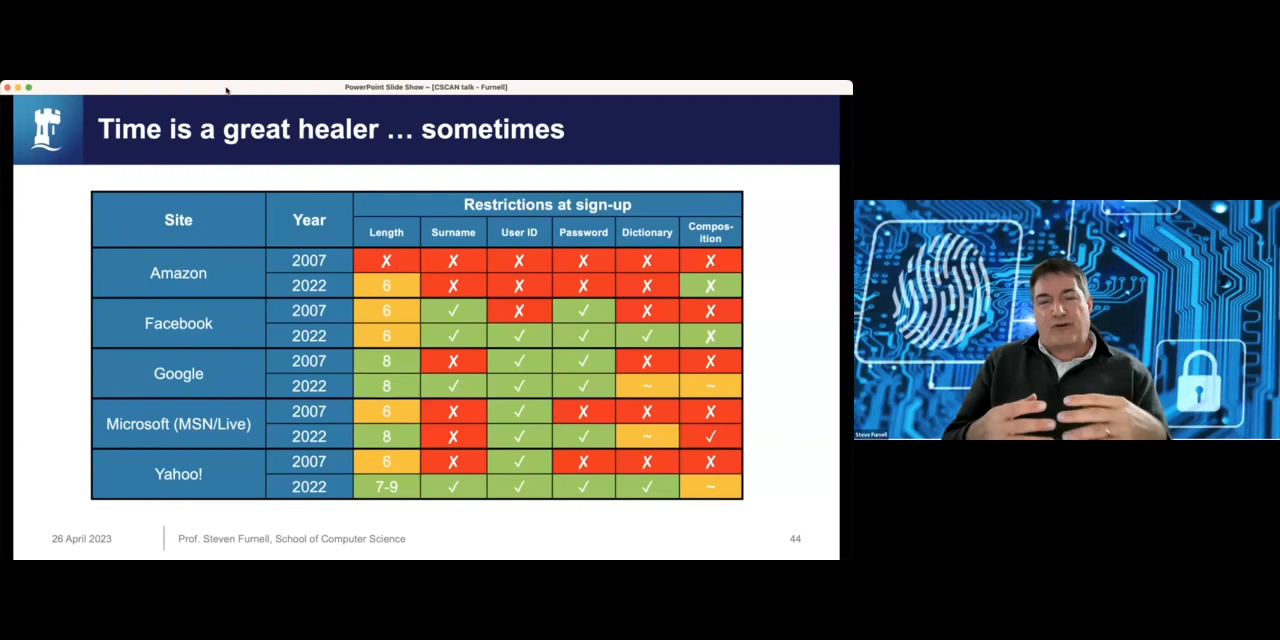 PowerPoint Slide Show – [CSCAN talk - Furnell]
Time is a great healer … sometimes
Site Year Restrictions at sign-up
Length Surname User ID Password Dictionary Compos-
ition
Amazon
2007 ✗ ✗ ✗ ✗ ✗ ✗
2022 6 ✗ ✗ ✗ ✗ ✗
Facebook
2007 6 ✓ ✗ ✓ ✗ ✗
2022 6 ✓ ✓ ✓ ✓ ✗
Google
2007 8 ✗ ✓ ✓ ✗ ✗
2022 8 ✓ ✓ ✓ ~ ~
Microsoft (MSN/Live)
2007 6 ✗ ✓ ✗ ✗ ✗
2022 8 ✗ ✓ ✓ ~ ✓
Yahoo!
2007 6 ✗ ✓ ✗ ✗ ✗
2022 7-9 ✓ ✓ ✓ ✓ ~
26 April 2023 Prof. Steven Furnell, School of Computer Science 44
Steve Furnell